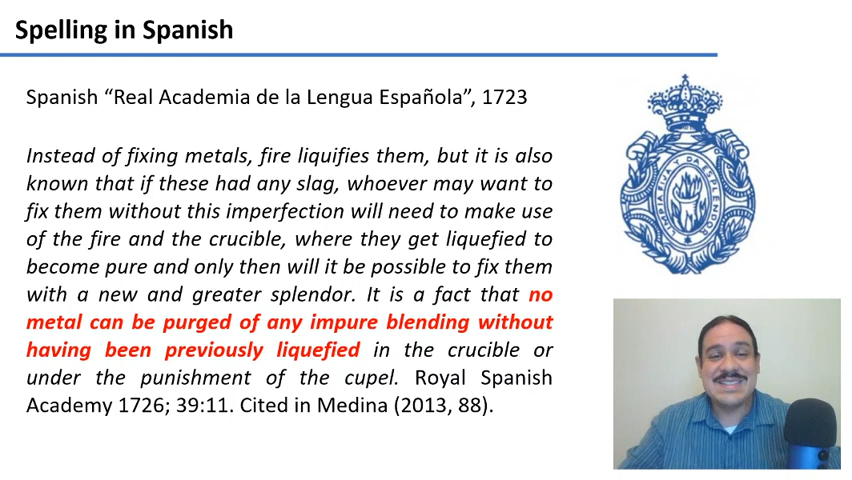 Spelling in Spanish
Spanish “Real Academia de la Lengua Española”, 1723
Instead of fixing metals, fire liquifies them, but it is also
known that if these had any slag, whoever may want to
fix them without this imperfection will need to make use
of the fire and the crucible, where they get liquefied to
become pure and only then will it be possible to fix them
with a new and greater splendor. It is a fact that no
metal can be purged of any impure blending without
having been previously liquefied in the crucible or
under the punishment of the cupel. Royal Spanish
Academy 1726; 39:11. Cited in Medina (2013, 88).
LIMPIA FIJA Y DA ESPLENDOR